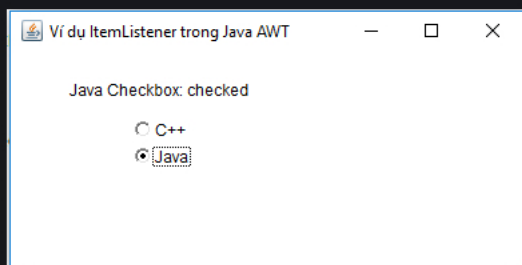 Ví dụ ItemListener trong Java AWT
Java Checkbox: checked
C++
Java